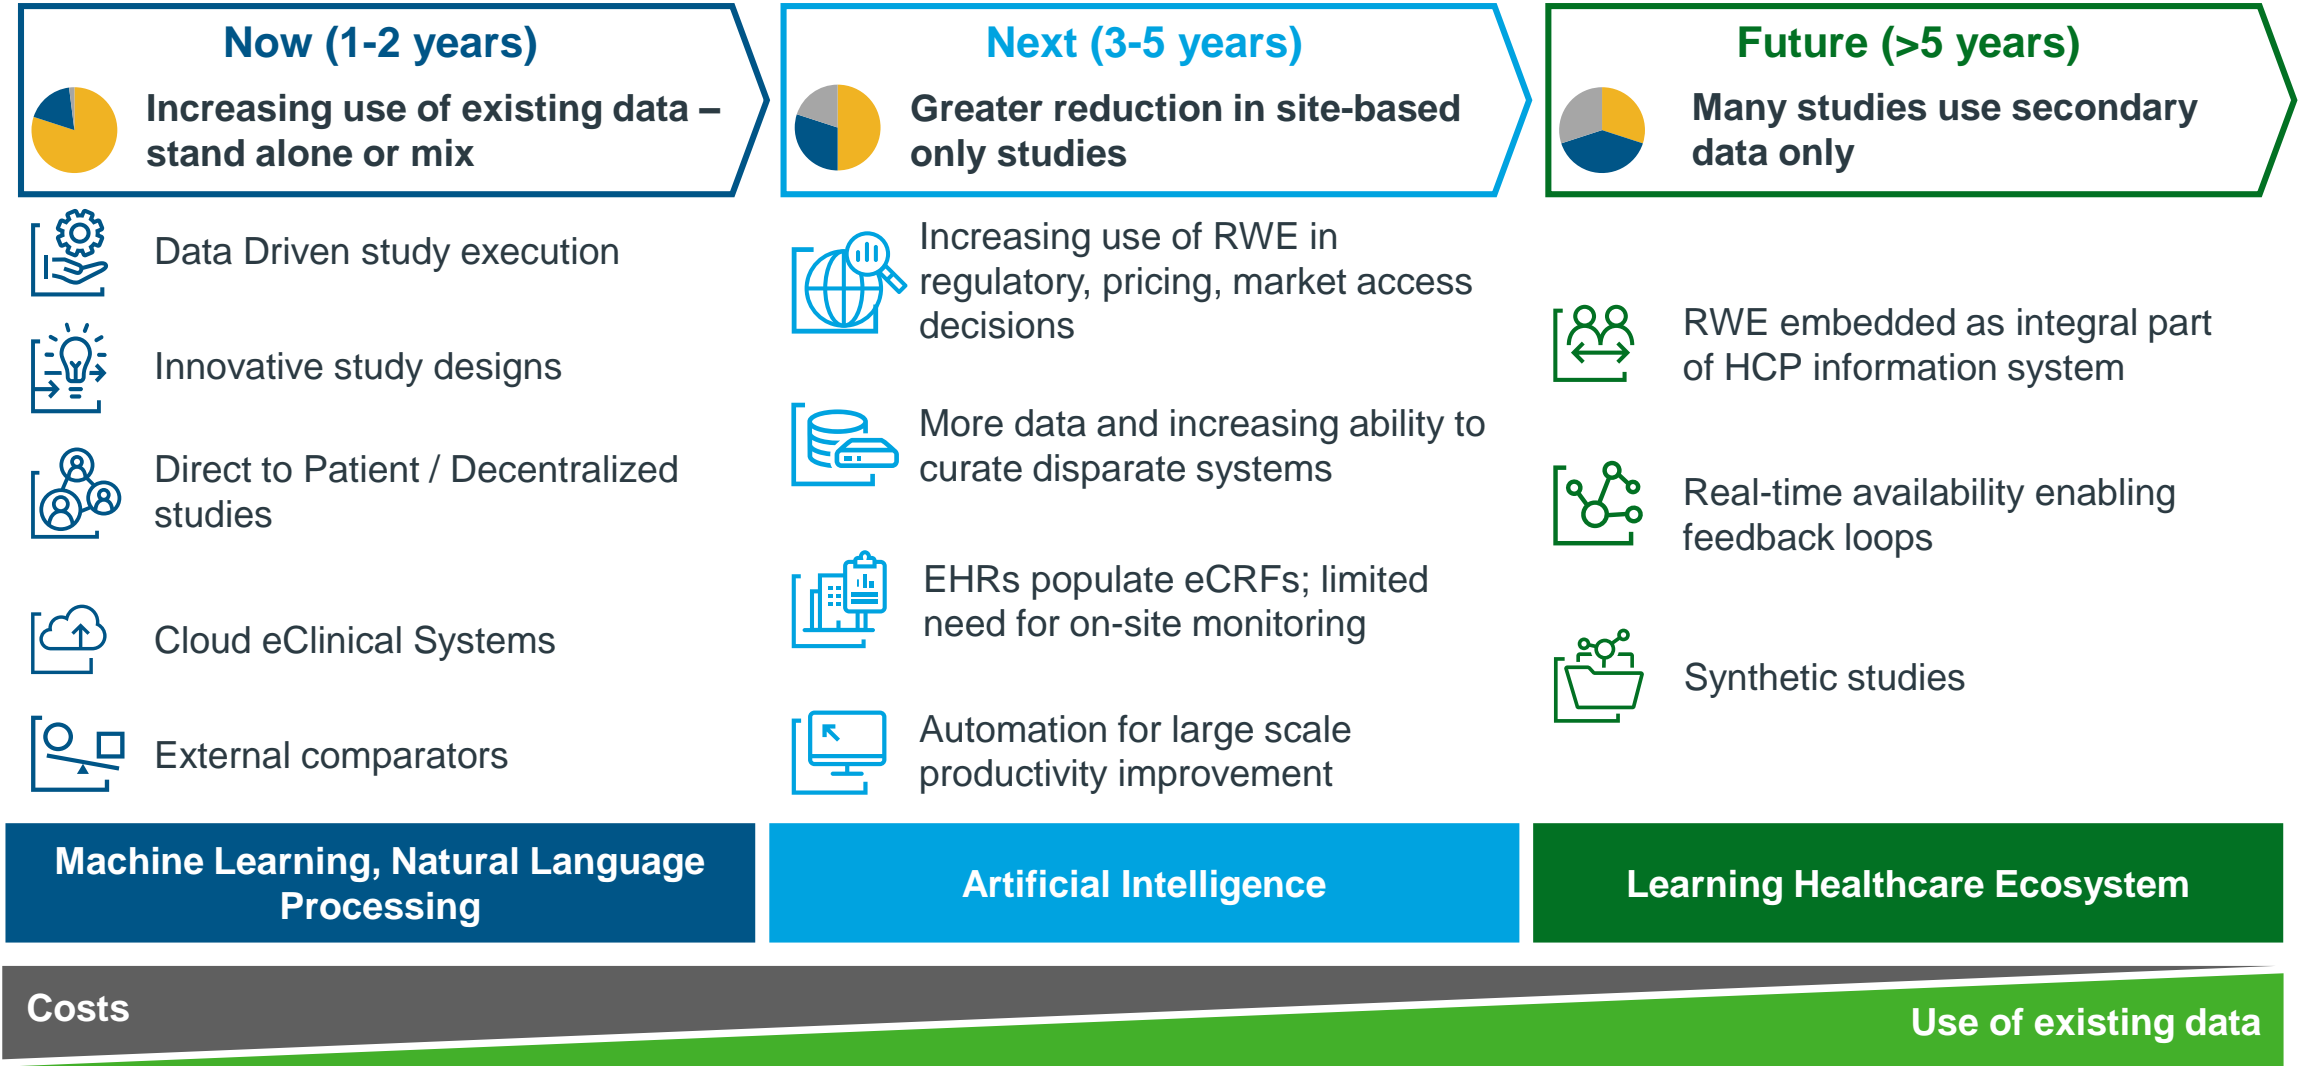 Now (1-2 years)
Increasing use of existing data –
stand alone or mix
Data Driven study execution
Innovative study designs
Direct to Patient / Decentralized
studies
Cloud eClinical Systems
External comparators
Machine Learning, Natural Language
Processing
Next (3-5 years)
Greater reduction in site-based
only studies
Increasing use of RWE in
regulatory, pricing, market access
decisions
More data and increasing ability to
curate disparate systems
EHRs populate eCRFs; limited
need for on-site monitoring
Automation for large scale
productivity improvement
Artificial Intelligence
Future (>5 years)
Many studies use secondary
data only
RWE embedded as integral part
of HCP information system
Real-time availability enabling
feedback loops
Synthetic studies
Learning Healthcare Ecosystem
Costs
Use of existing data